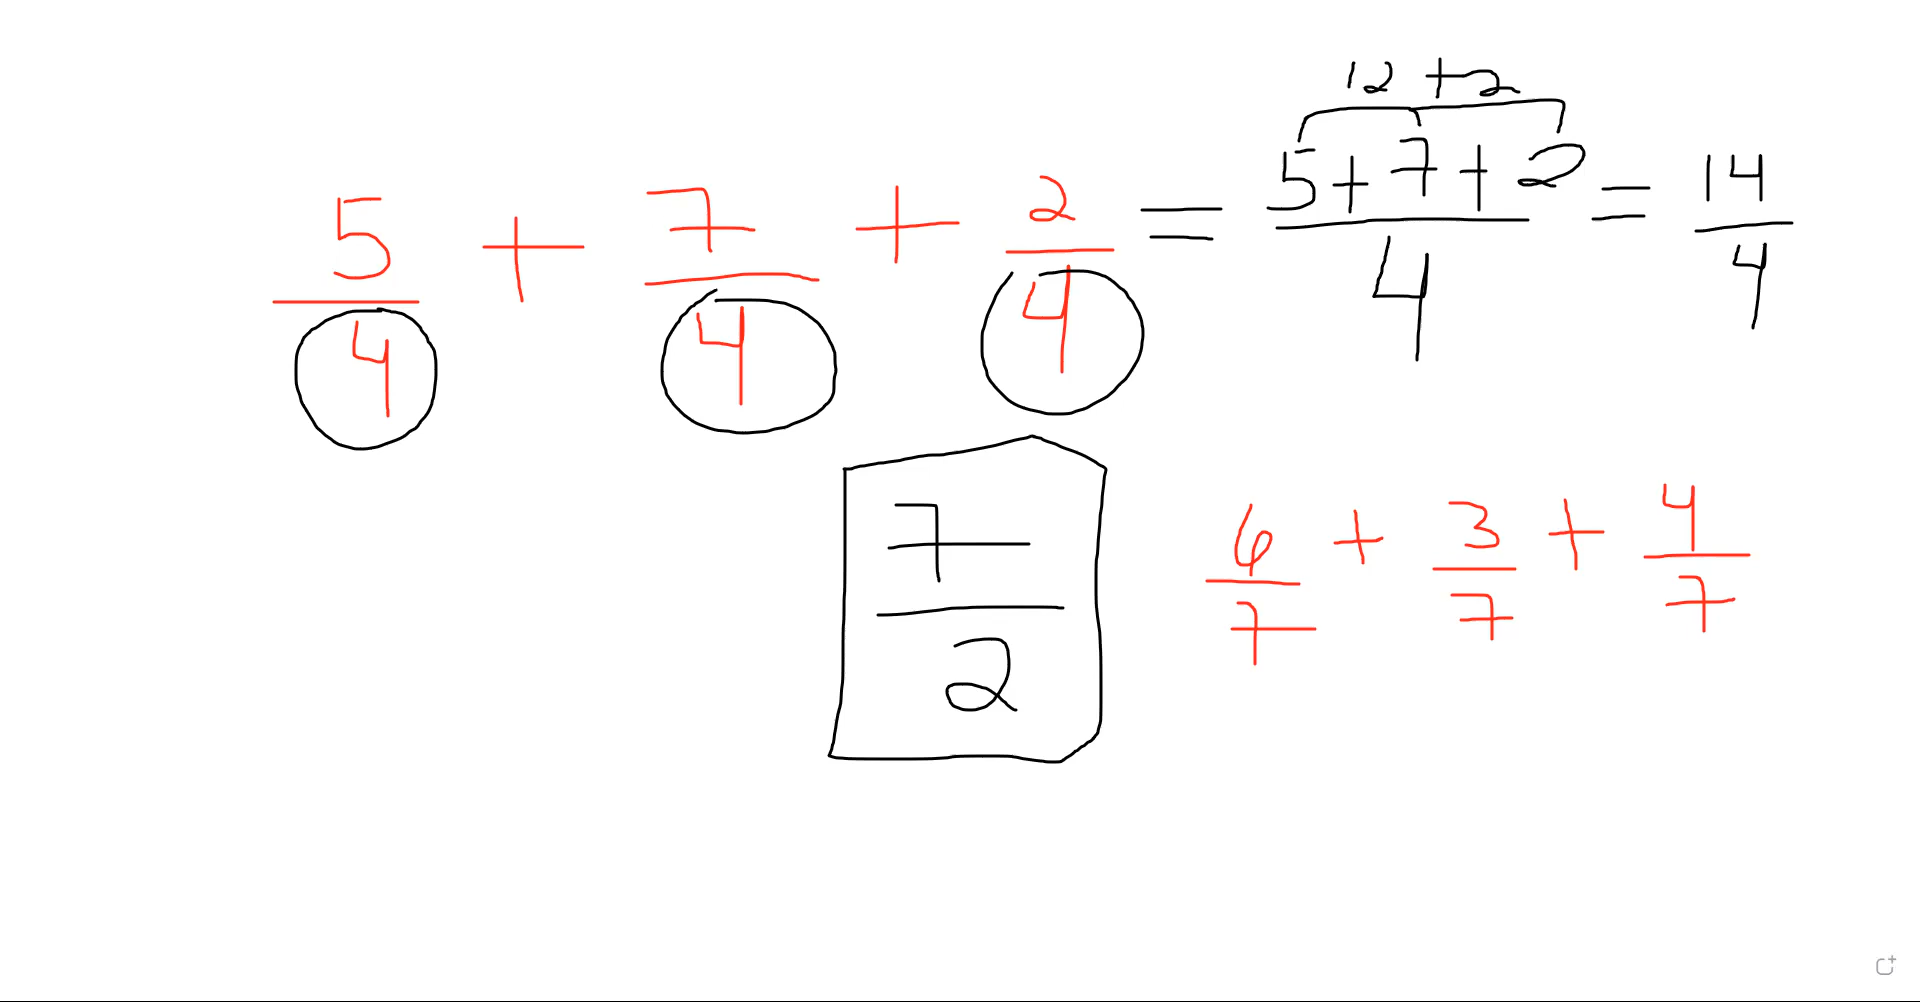 12 + 2
5/4 + 7/4 + 2/4 = (5+7+2)/4 = 14/4
7/2
6/7 + 3/7 + 4/7